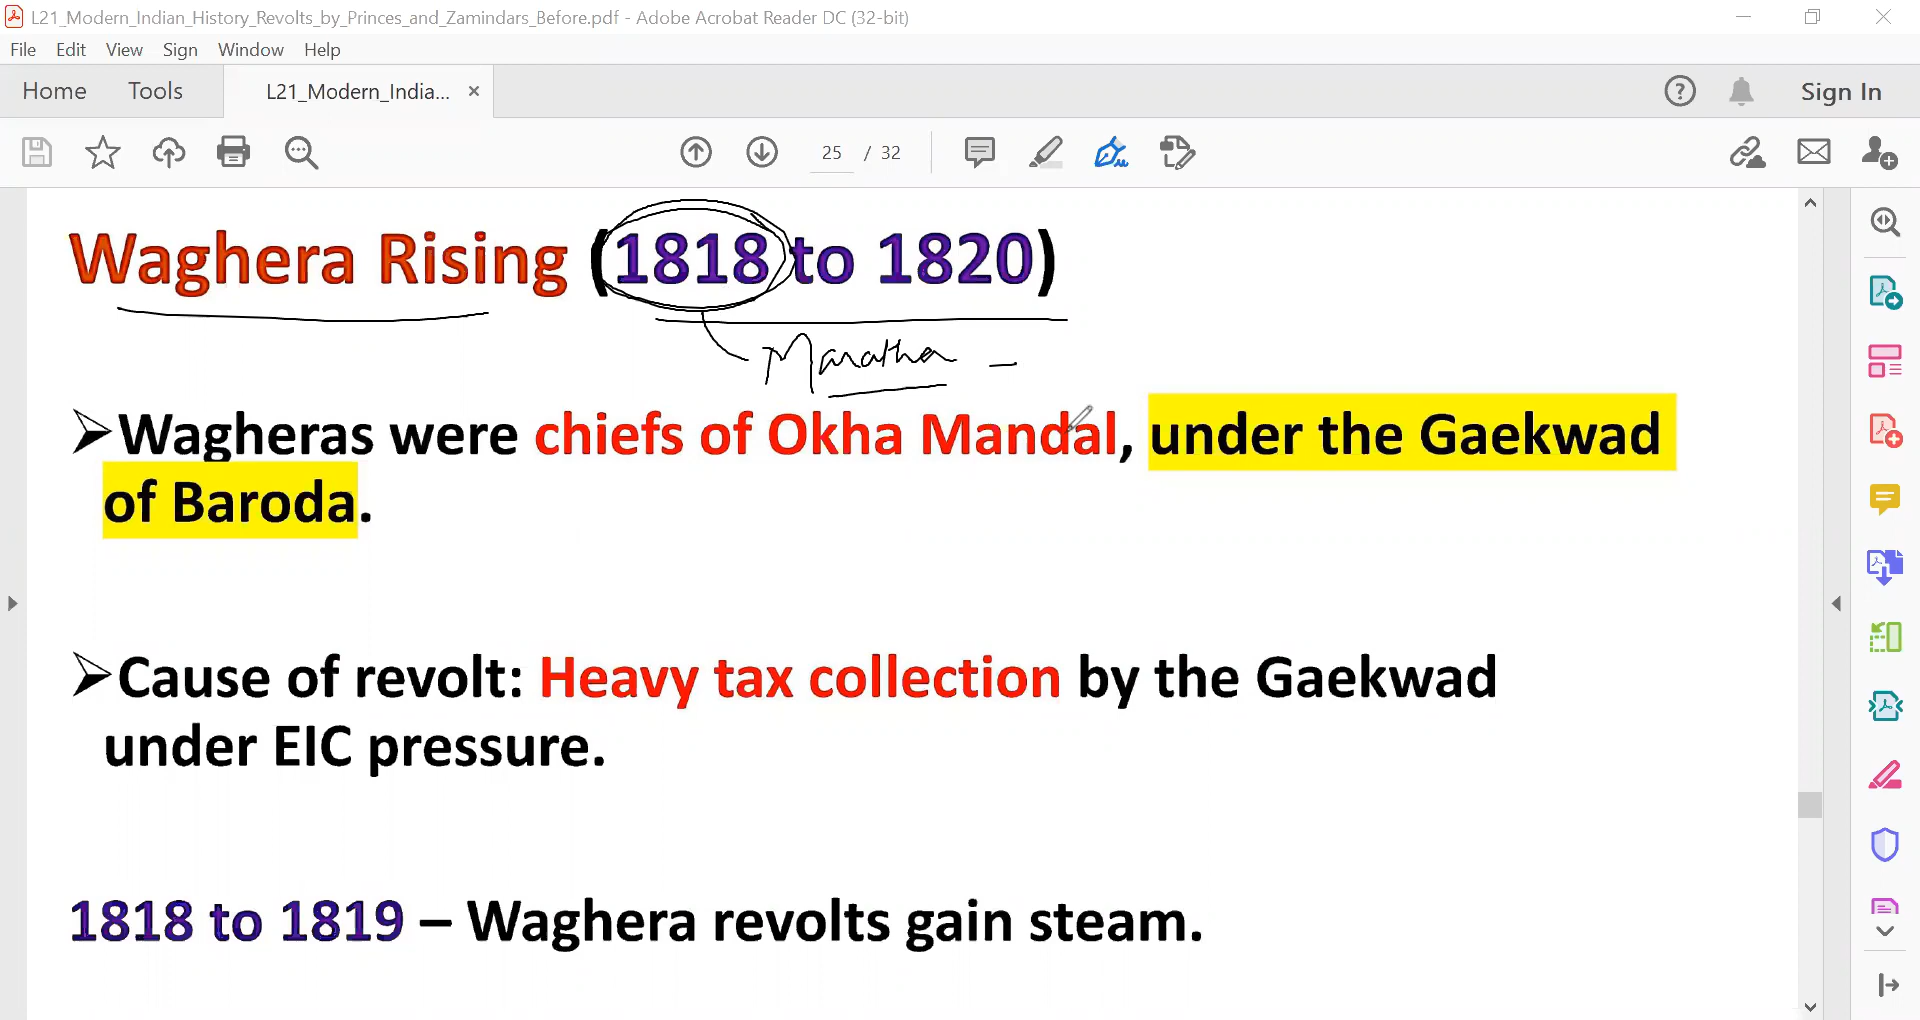 L21_Modern_Indian_History_Revolts_by_Princes_and_Zamindars_Before.pdf - Adobe Acrobat Reader DC (32-bit)
File Edit View Sign Window Help
Home Tools L21_Modern_India... × Sign In
25 / 32
Waghera Rising (1818 to 1820)
Maratha –
➢Wagheras were chiefs of Okha Mandal, under the Gaekwad
of Baroda.
➢Cause of revolt: Heavy tax collection by the Gaekwad
under EIC pressure.
1818 to 1819 – Waghera revolts gain steam.